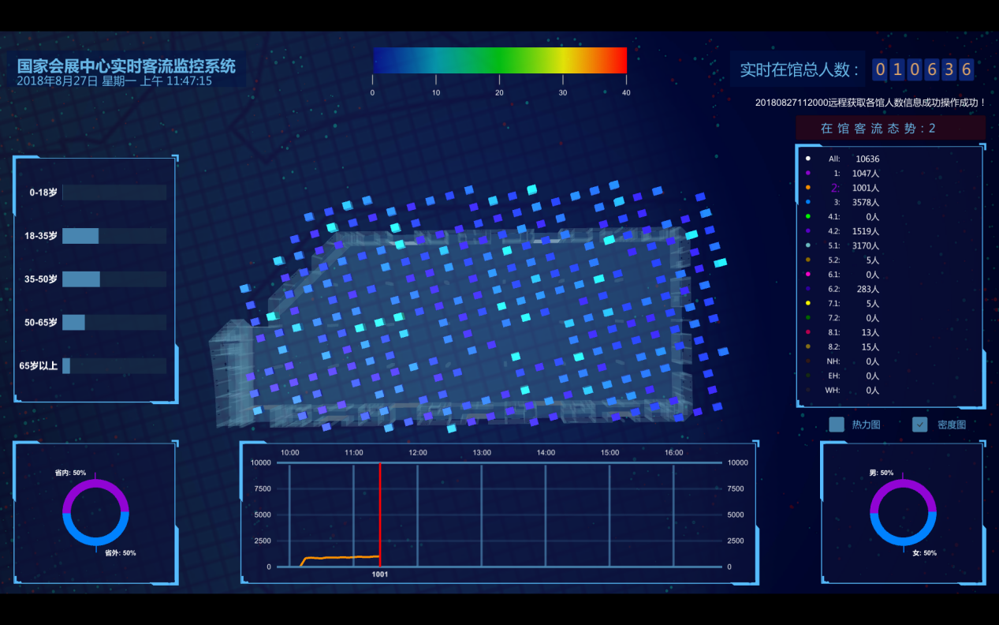 国家会展中心实时客流监控系统
2018年8月27日 星期一 上午 11:47:15
0 10 20 30 40
实时在馆总人数： 010636
20180827112000远程获取各馆人数信息成功操作成功！
在馆客流态势:2
0-18岁
18-35岁
35-50岁
50-65岁
65岁以上
All: 10636
1: 1047人
2: 1001人
3: 3578人
4.1: 0人
4.2: 1519人
5.1: 3170人
5.2: 5人
6.1: 0人
6.2: 283人
7.1: 5人
7.2: 0人
8.1: 13人
8.2: 15人
NH: 0人
EH: 0人
WH: 0人
热力图 密度图
省内: 50%
省外: 50%
10:00 11:00 12:00 13:00 14:00 15:00 16:00
10000 10000
7500 7500
5000 5000
2500 2500
0 0
1001
男: 50%
女: 50%